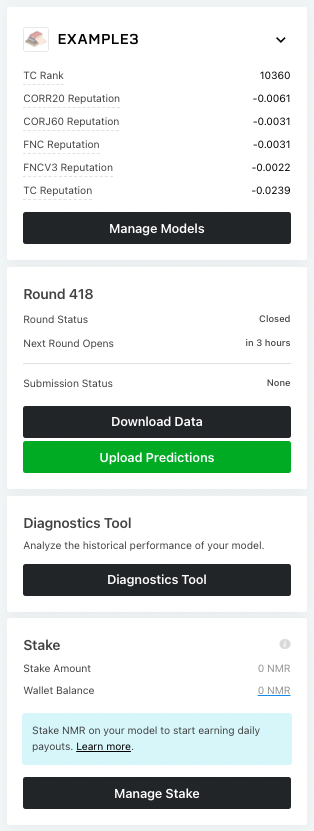 EXAMPLE3
TC Rank 10360
CORR20 Reputation -0.0061
CORJ60 Reputation -0.0031
FNC Reputation -0.0031
FNCV3 Reputation -0.0022
TC Reputation -0.0239
Manage Models
Round 418
Round Status Closed
Next Round Opens in 3 hours
Submission Status None
Download Data
Upload Predictions
Diagnostics Tool
Analyze the historical performance of your model.
Diagnostics Tool
Stake
Stake Amount 0 NMR
Wallet Balance 0 NMR
Stake NMR on your model to start earning daily
payouts. Learn more.
Manage Stake